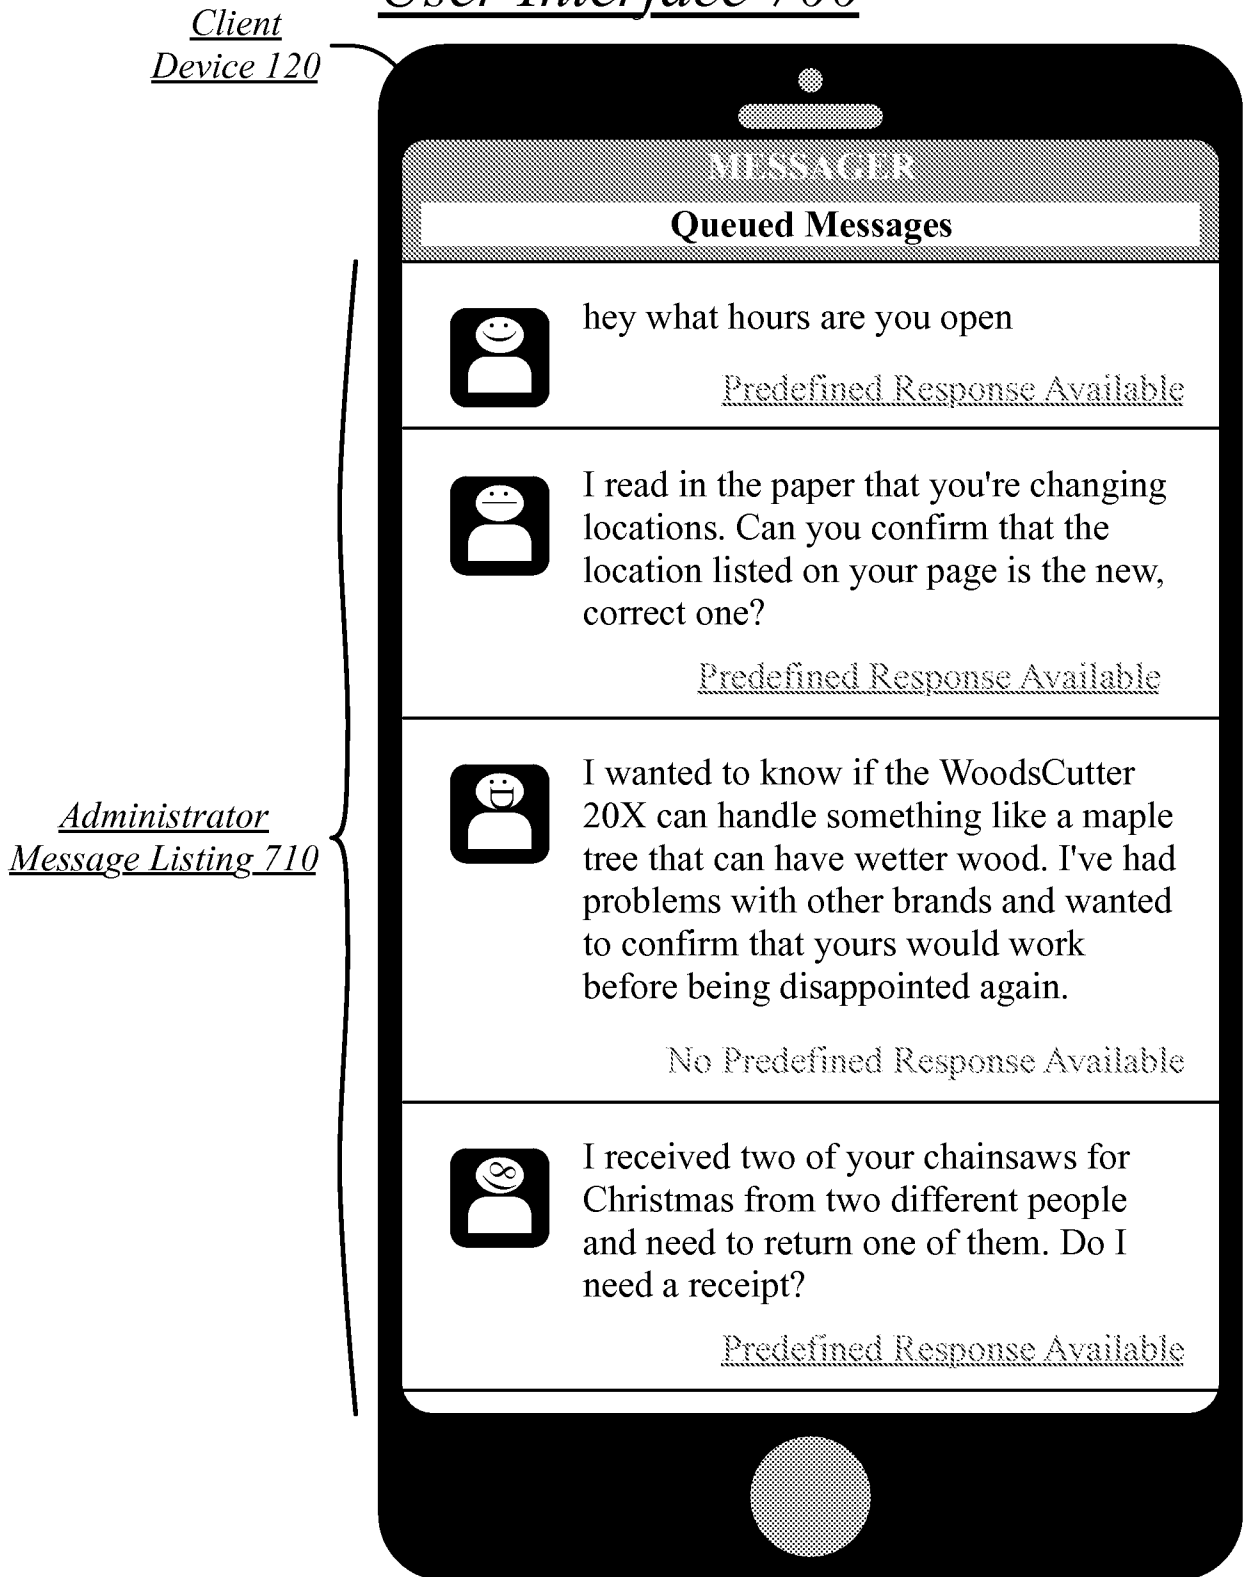 User Interface 700
Client
Device 120
MESSAGER
Queued Messages
hey what hours are you open
Predefined Response Available
I read in the paper that you're changing
locations. Can you confirm that the
location listed on your page is the new,
correct one?
Predefined Response Available
Administrator
Message Listing 710
I wanted to know if the WoodsCutter
20X can handle something like a maple
tree that can have wetter wood. I've had
problems with other brands and wanted
to confirm that yours would work
before being disappointed again.
No Predefined Response Available
I received two of your chainsaws for
Christmas from two different people
and need to return one of them. Do I
need a receipt?
Predefined Response Available